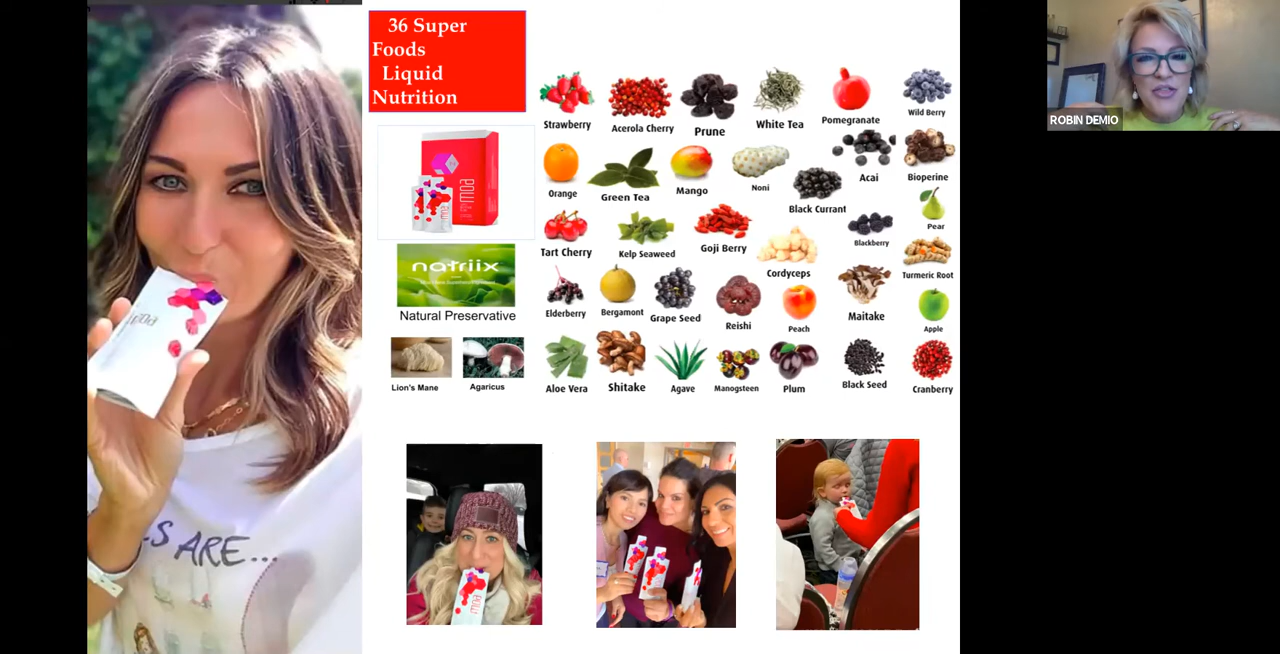 36 Super
Foods
Liquid
Nutrition
ROBIN DEMIO
Strawberry
Acerola Cherry
Prune
White Tea
Pomegranate
Wild Berry
Orange
Green Tea
Mango
Noni
Black Currant
Acai
Bioperine
Pear
moa
Tart Cherry
Kelp Seaweed
Goji Berry
Cordyceps
Blackberry
Turmeric Root
natriix
Natural Preservative
Elderberry
Bergamont
Grape Seed
Reishi
Peach
Maitake
Apple
Lion's Mane
Agaricus
Aloe Vera
Shitake
Agave
Manogsteen
Plum
Black Seed
Cranberry
ARE...